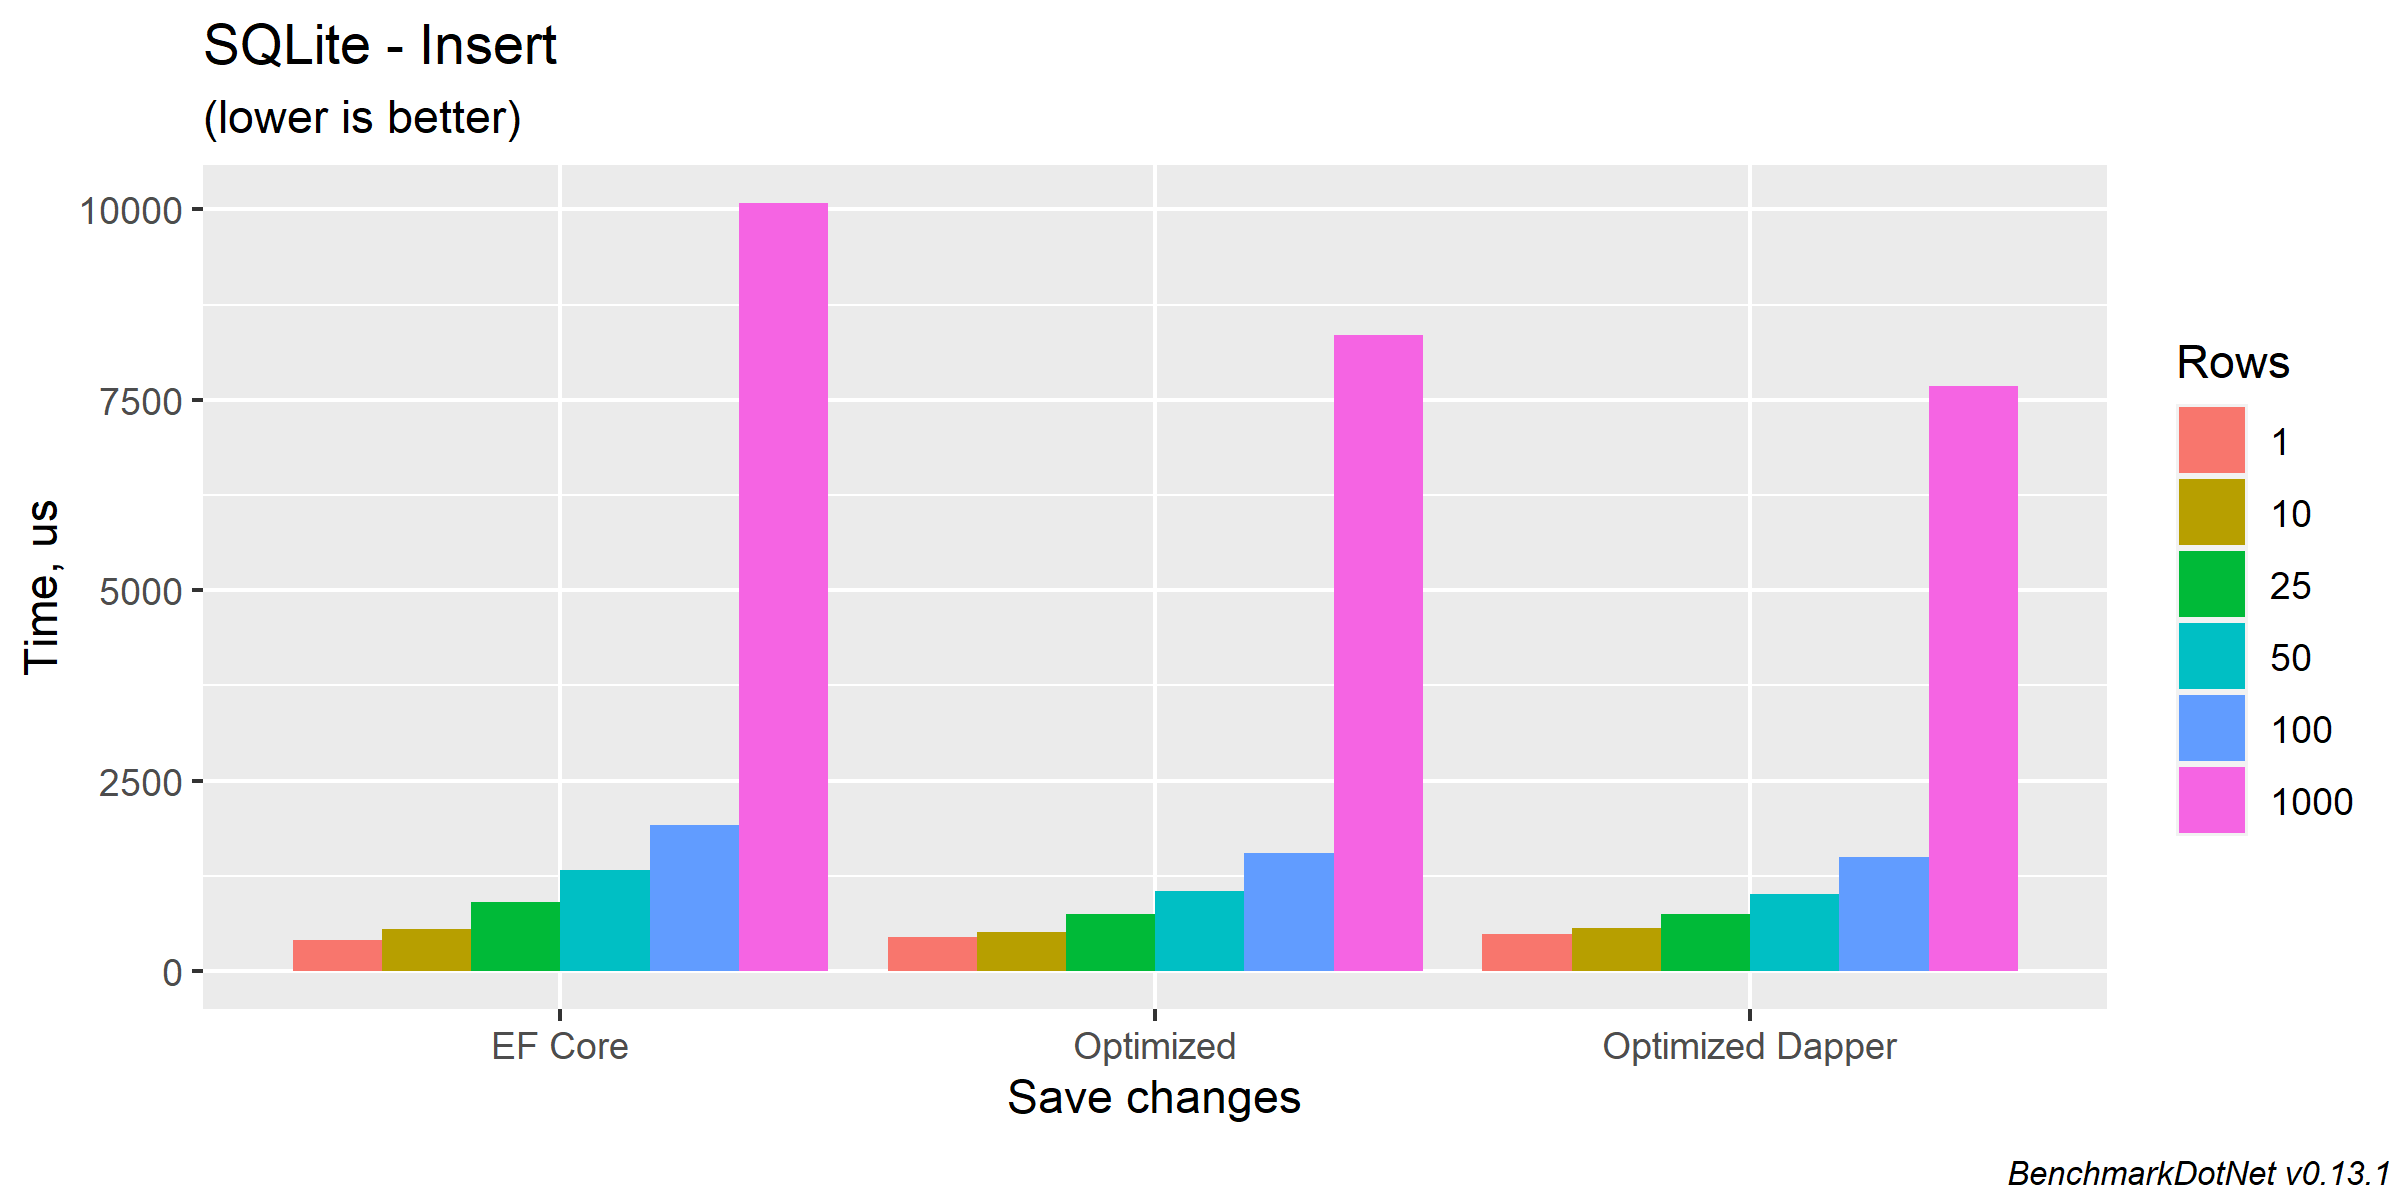 SQLite - Insert
(lower is better)
10000
7500
5000
2500
0
Time, us
EF Core
Optimized
Optimized Dapper
Save changes
Rows
1
10
25
50
100
1000
BenchmarkDotNet v0.13.1